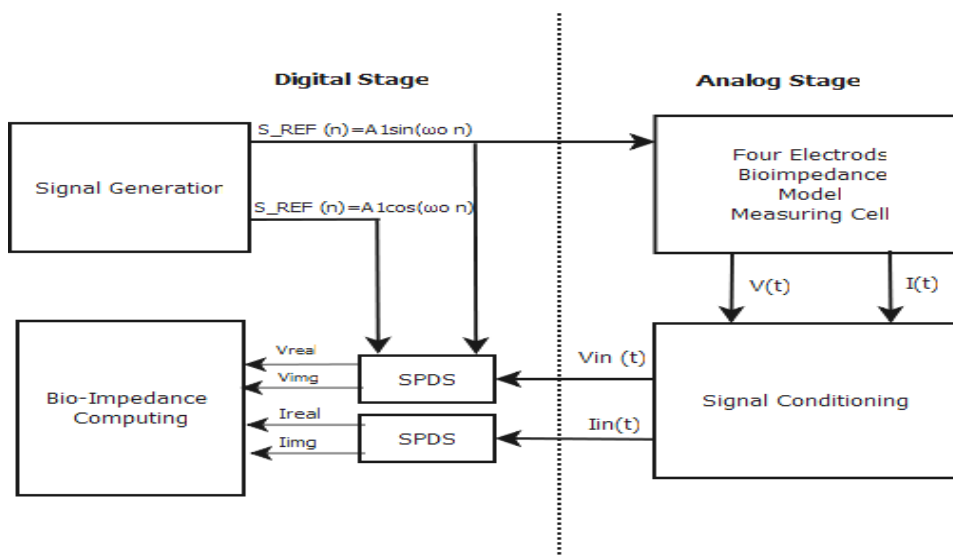 Digital Stage
Analog Stage
S_REF (n)=A1sin(ωo n)
Signal Generatior
S_REF (n)=A1cos(ωo n)
Four Electrods
Bioimpedance
Model
Measuring Cell
V(t)
I(t)
Vreal
Vimg
Ireal
Iimg
SPDS
SPDS
Vin (t)
Iin(t)
Bio-Impedance
Computing
Signal Conditioning